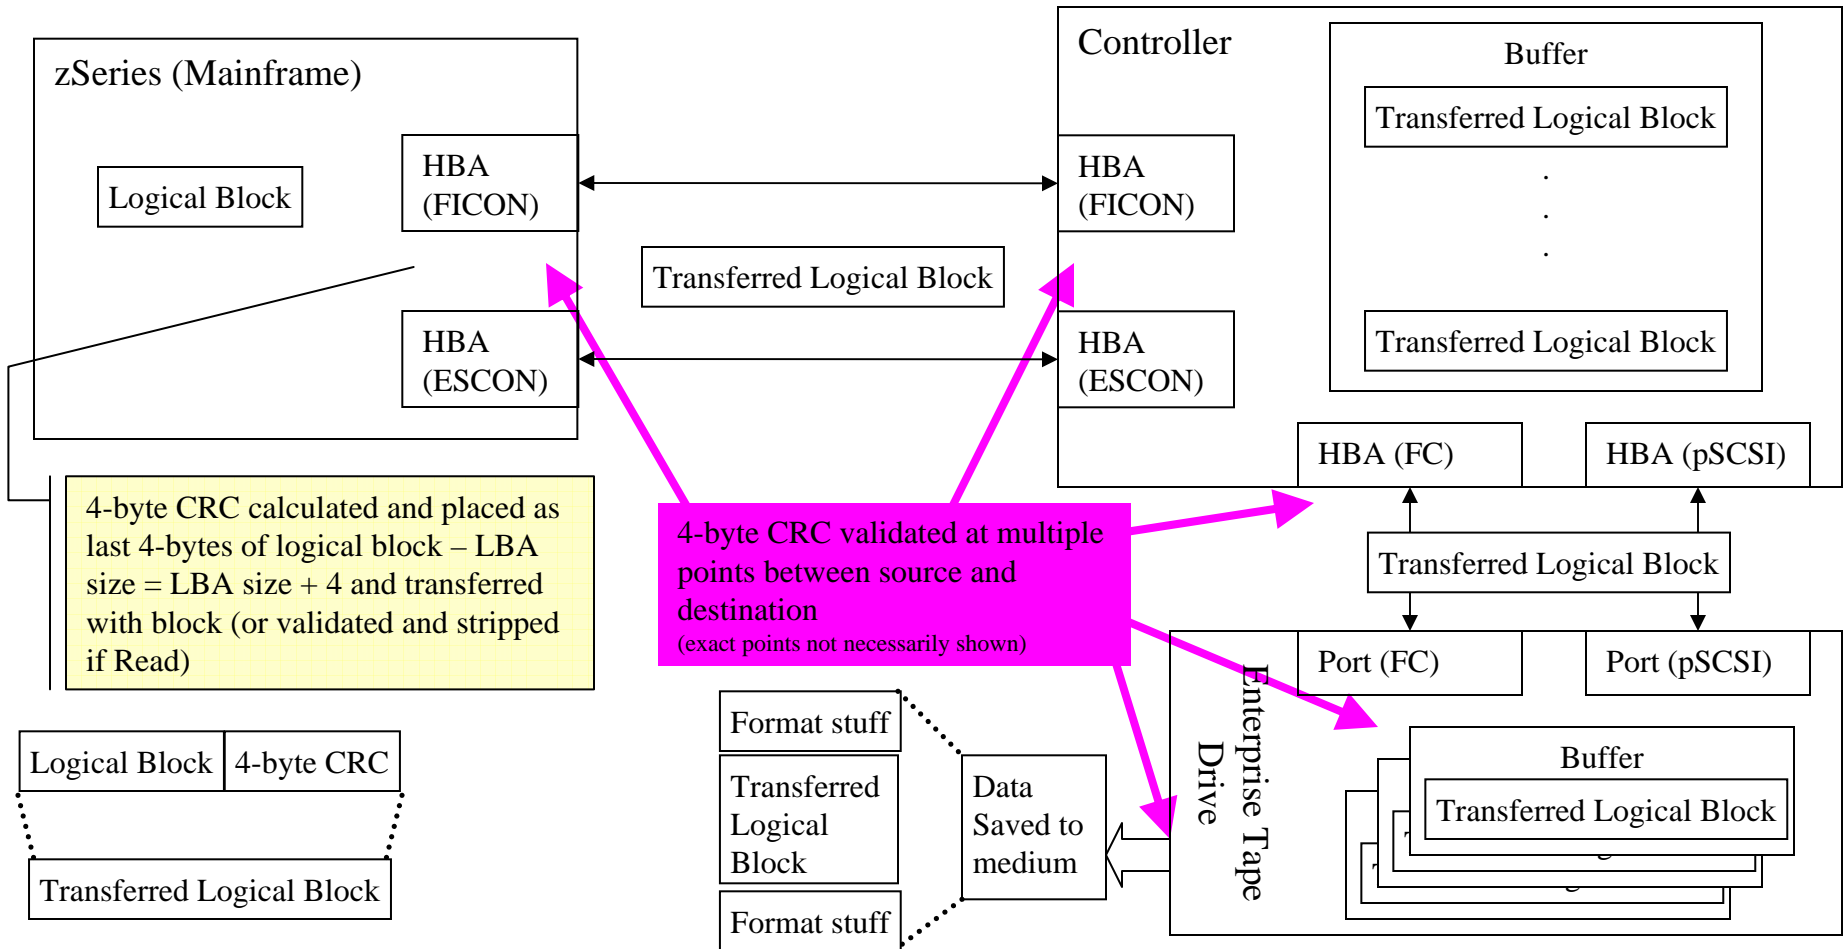 zSeries (Mainframe)
Logical Block
HBA
(FICON)
HBA
(ESCON)
Transferred Logical Block
Controller
HBA
(FICON)
HBA
(ESCON)
Buffer
Transferred Logical Block
.
.
.
Transferred Logical Block
HBA (FC)
HBA (pSCSI)
4-byte CRC calculated and placed as
last 4-bytes of logical block – LBA
size = LBA size + 4 and transferred
with block (or validated and stripped
if Read)
4-byte CRC validated at multiple
points between source and
destination
(exact points not necessarily shown)
Transferred Logical Block
Port (FC)
Port (pSCSI)
Enterprise Tape
Drive
Buffer
Transferred Logical Block
Logical Block
4-byte CRC
Transferred Logical Block
Format stuff
Transferred
Logical
Block
Format stuff
Data
Saved to
medium